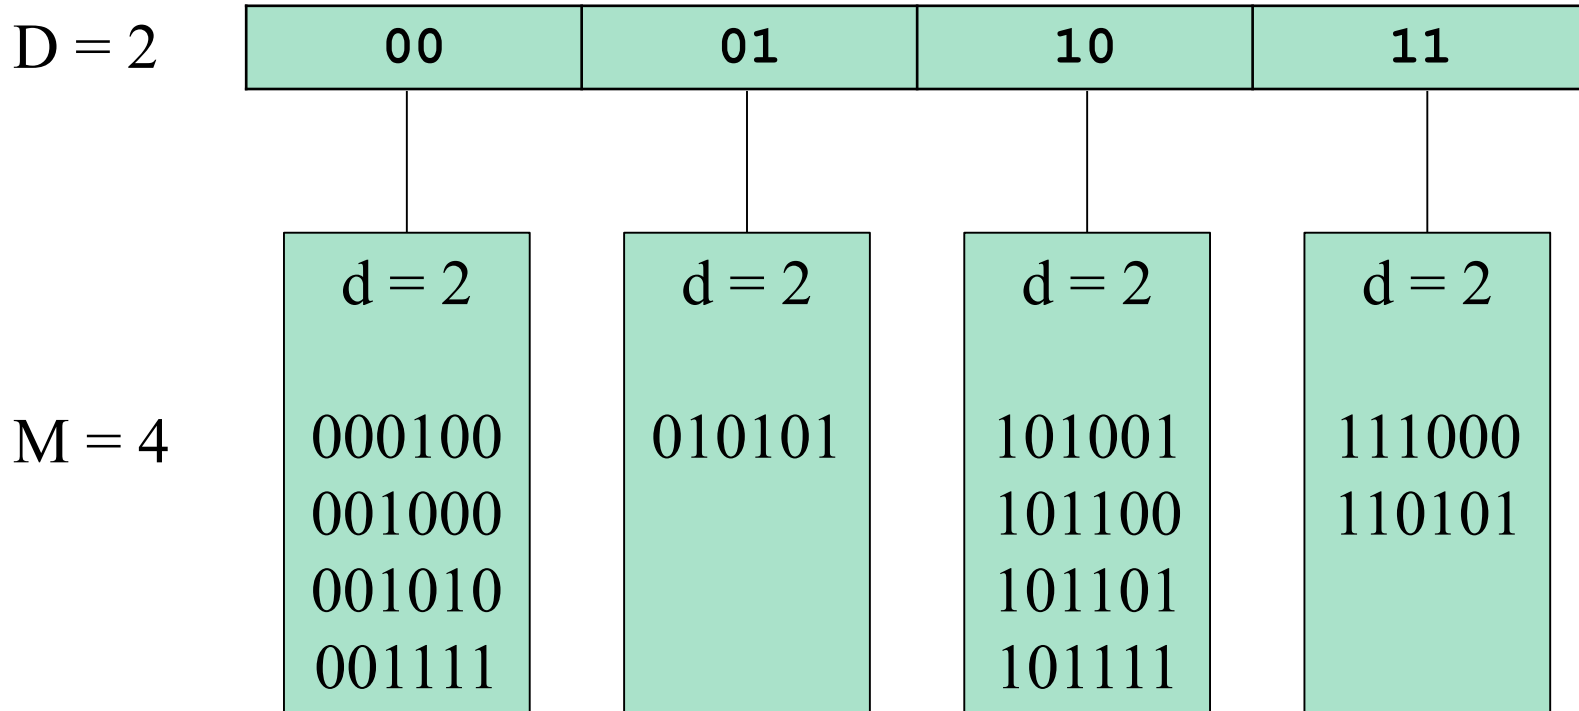 D = 2 00 01 10 11
d = 2 d = 2 d = 2 d = 2
M = 4 000100 010101 101001 111000
001000 101100 110101
001010 101101
001111 101111